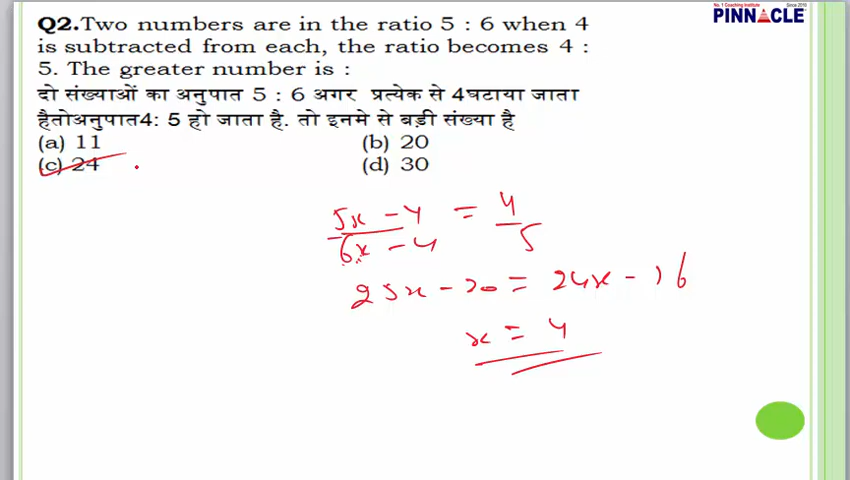 No. 1 Coaching Institute Since 2010
PINNACLE
Q2.Two numbers are in the ratio 5 : 6 when 4
is subtracted from each, the ratio becomes 4 :
5. The greater number is :
दो संख्याओं का अनुपात 5 : 6 अगर प्रत्येक से 4घटाया जाता
हैतोअनुपात4: 5 हो जाता है. तो इनमे से बड़ी संख्या है
(a) 11 (b) 20
(c) 24 (d) 30
5x - 4 = 4
6x - 4 5
25x - 20 = 24x - 16
x = 4